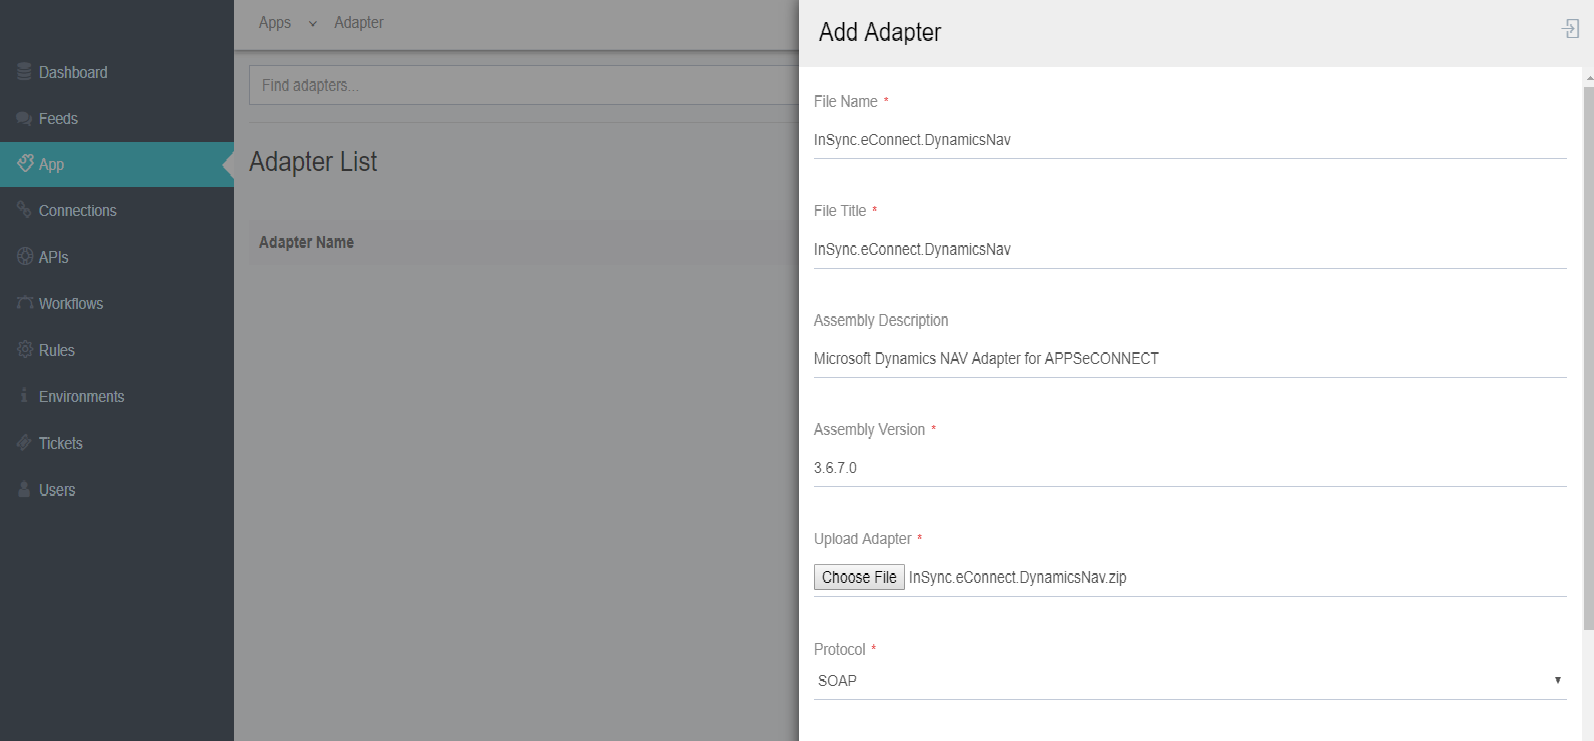 Dashboard
Feeds
App
Connections
APIs
Workflows
Rules
Environments
Tickets
Users
Apps Adapter
Find adapters...
Adapter List
Adapter Name
Add Adapter
File Name *
InSync.eConnect.DynamicsNav
File Title *
InSync.eConnect.DynamicsNav
Assembly Description
Microsoft Dynamics NAV Adapter for APPSeCONNECT
Assembly Version *
3.6.7.0
Upload Adapter *
Choose File InSync.eConnect.DynamicsNav.zip
Protocol *
SOAP